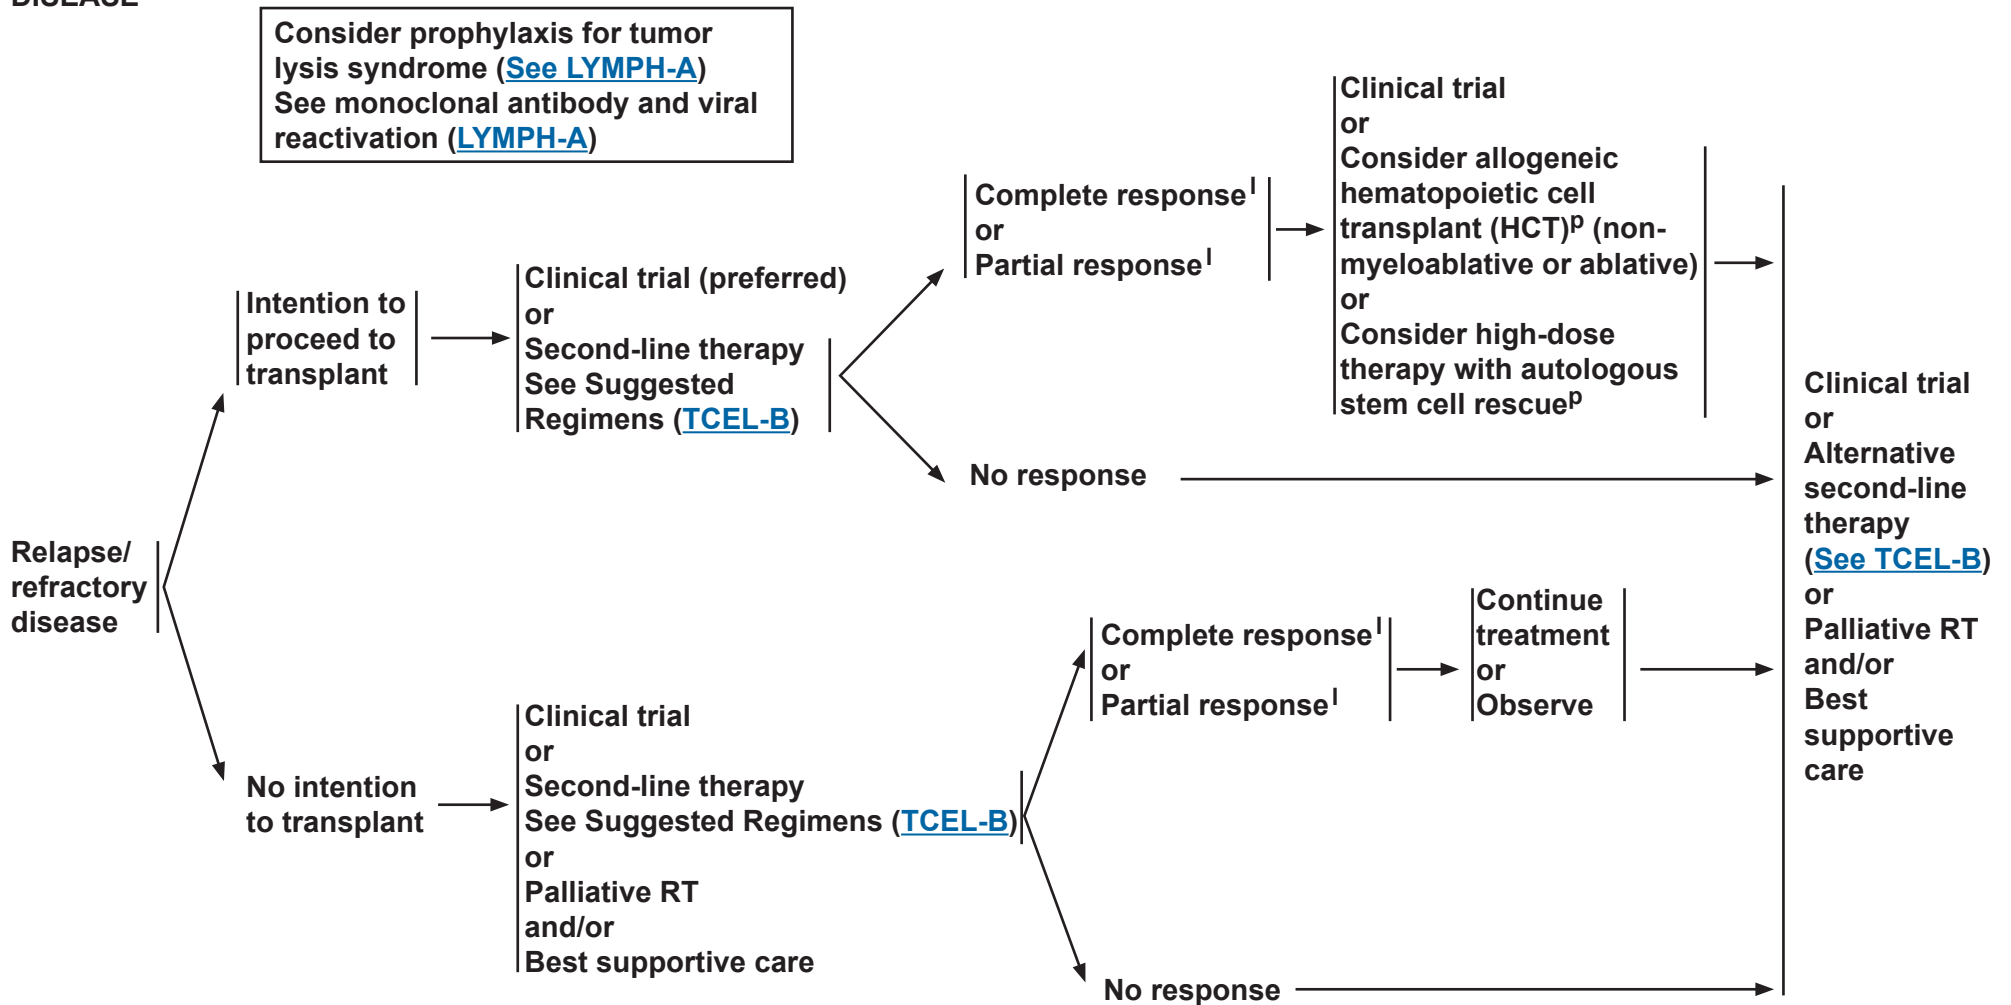 DISEASE
Consider prophylaxis for tumor
lysis syndrome (See LYMPH-A)
See monoclonal antibody and viral
reactivation (LYMPH-A)
Relapse/
refractory
disease
Intention to
proceed to
transplant
Clinical trial (preferred)
or
Second-line therapy
See Suggested
Regimens (TCEL-B)
Complete response l
or
Partial response l
Clinical trial
or
Consider allogeneic
hematopoietic cell
transplant (HCT)p (non-
myeloablative or ablative)
or
Consider high-dose
therapy with autologous
stem cell rescuep
No response
No intention
to transplant
Clinical trial
or
Second-line therapy
See Suggested Regimens (TCEL-B)
or
Palliative RT
and/or
Best supportive care
Complete response l
or
Partial response l
Continue
treatment
or
Observe
No response
Clinical trial
or
Alternative
second-line
therapy
(See TCEL-B)
or
Palliative RT
and/or
Best
supportive
care